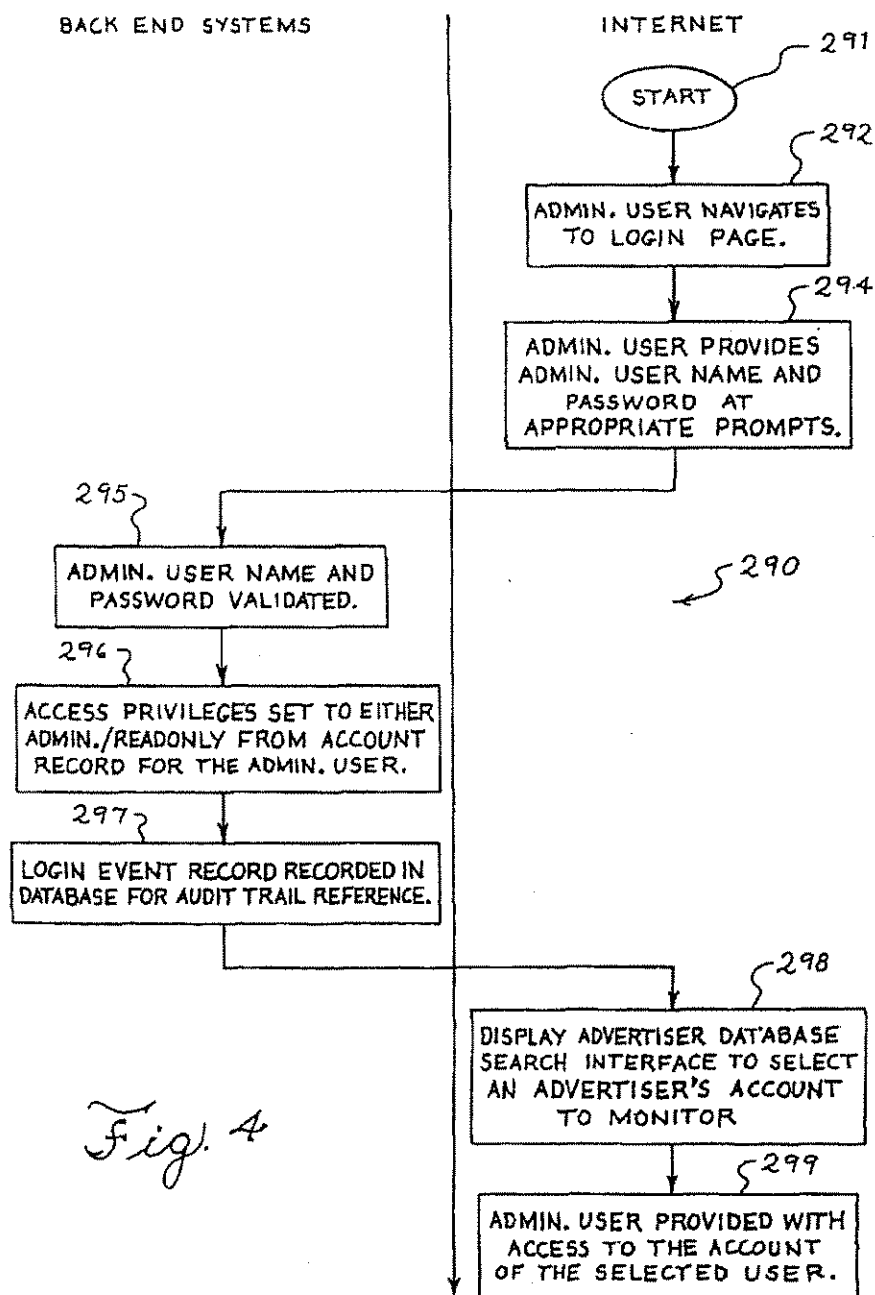 BACK END SYSTEMS
INTERNET
291
START
292
ADMIN. USER NAVIGATES
TO LOGIN PAGE.
294
ADMIN. USER PROVIDES
ADMIN. USER NAME AND
PASSWORD AT
APPROPRIATE PROMPTS.
295
ADMIN. USER NAME AND
PASSWORD VALIDATED.
290
296
ACCESS PRIVILEGES SET TO EITHER
ADMIN./READONLY FROM ACCOUNT
RECORD FOR THE ADMIN. USER.
297
LOGIN EVENT RECORD RECORDED IN
DATABASE FOR AUDIT TRAIL REFERENCE.
298
DISPLAY ADVERTISER DATABASE
SEARCH INTERFACE TO SELECT
AN ADVERTISER'S ACCOUNT
TO MONITOR
Fig. 4
299
ADMIN. USER PROVIDED WITH
ACCESS TO THE ACCOUNT
OF THE SELECTED USER.